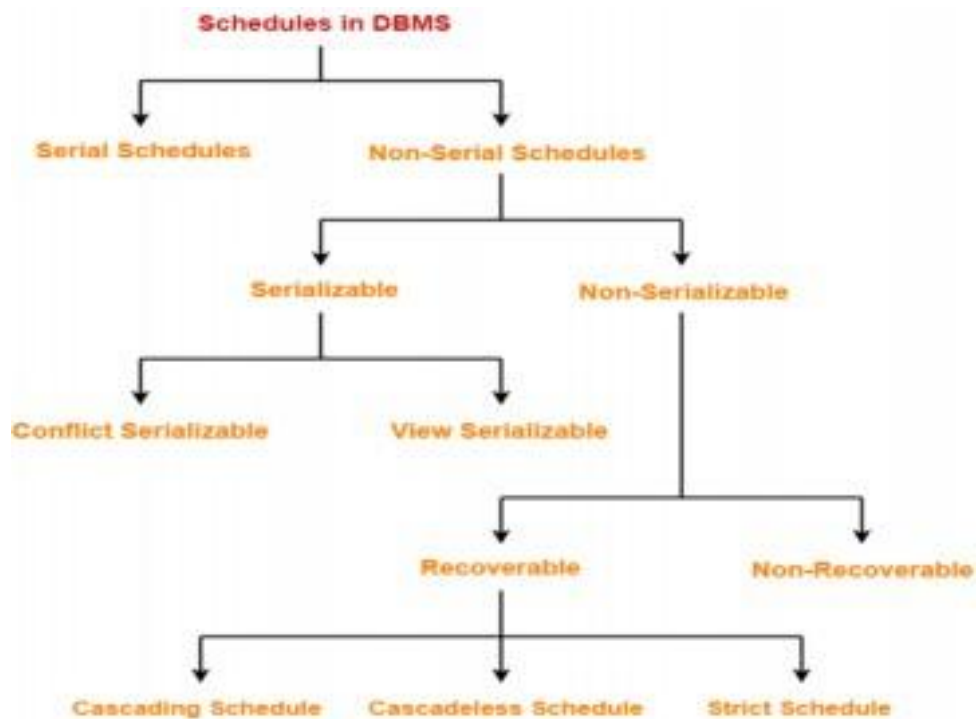 Schedules in DBMS
Serial Schedules
Non-Serial Schedules
Serializable
Non-Serializable
Conflict Serializable
View Serializable
Recoverable
Non-Recoverable
Cascading Schedule
Cascadeless Schedule
Strict Schedule